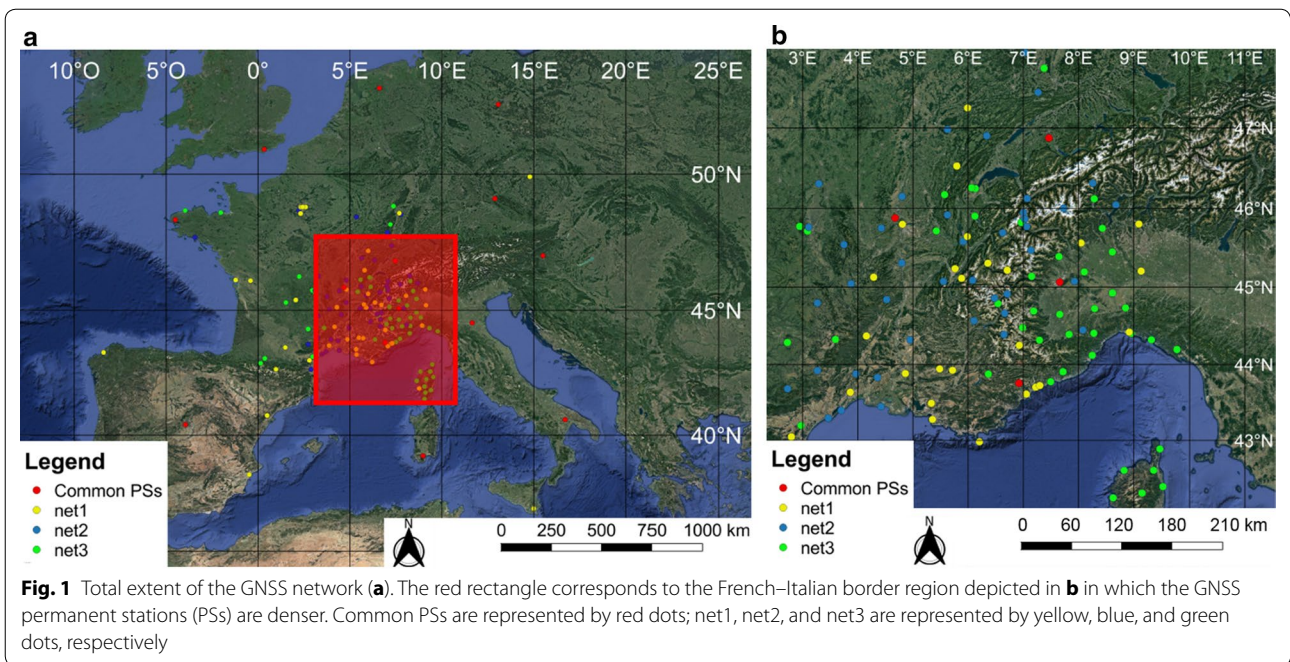 a
10°O 5°O 0° 5°E 10°E 15°E 20°E 25°E
50°N
45°N
40°N
Legend
Common PSs
net1
net2
net3
N
0 250 500 750 1000 km
b
3°E 4°E 5°E 6°E 7°E 8°E 9°E 10°E 11°E
47°N
46°N
45°N
44°N
43°N
Legend
Common PSs
net1
net2
net3
N
0 60 120 180 210 km
Fig. 1 Total extent of the GNSS network (a). The red rectangle corresponds to the French–Italian border region depicted in b in which the GNSS
permanent stations (PSs) are denser. Common PSs are represented by red dots; net1, net2, and net3 are represented by yellow, blue, and green
dots, respectively